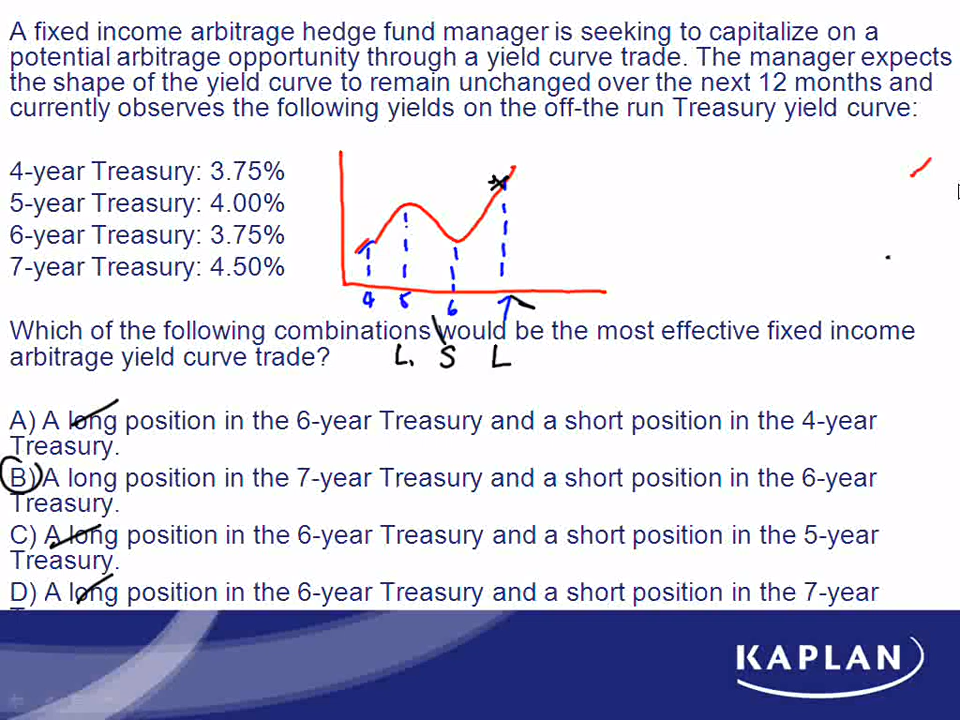 A fixed income arbitrage hedge fund manager is seeking to capitalize on a
potential arbitrage opportunity through a yield curve trade. The manager expects
the shape of the yield curve to remain unchanged over the next 12 months and
currently observes the following yields on the off-the run Treasury yield curve:
4-year Treasury: 3.75%
5-year Treasury: 4.00%
6-year Treasury: 3.75%
7-year Treasury: 4.50%
4 5 6 7
Which of the following combinations would be the most effective fixed income
arbitrage yield curve trade?
L. S L
A) A long position in the 6-year Treasury and a short position in the 4-year
Treasury.
B) A long position in the 7-year Treasury and a short position in the 6-year
Treasury.
C) A long position in the 6-year Treasury and a short position in the 5-year
Treasury.
D) A long position in the 6-year Treasury and a short position in the 7-year
KAPLAN